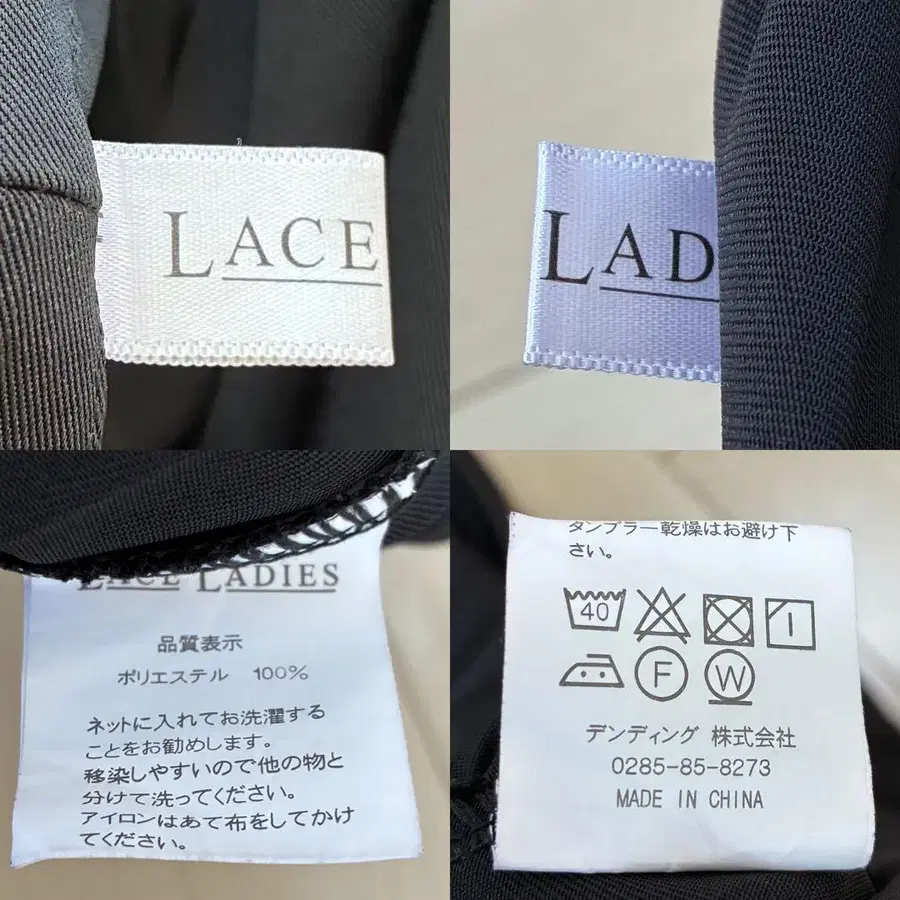 LACE
LAD
LACE LADIES
品質表示
ポリエステル 100%
ネットに入れてお洗濯する
ことをお勧めします。
移染しやすいので他の物と
分けて洗ってください。
アイロンはあて布をしてかけ
てください。
タンブラー乾燥はお避け下
さい。
40
F W
デンディング 株式会社
0285-85-8273
MADE IN CHINA